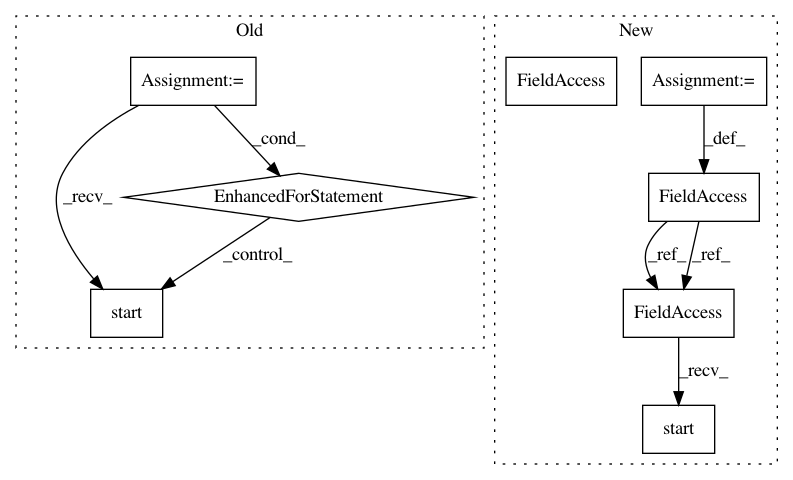 Old
New
Assignment:=
FieldAccess
Assignment:=
_cond_
_def_
_recv_
EnhancedForStatement
FieldAccess
_control_
_ref_
_ref_
start
FieldAccess
_recv_
start